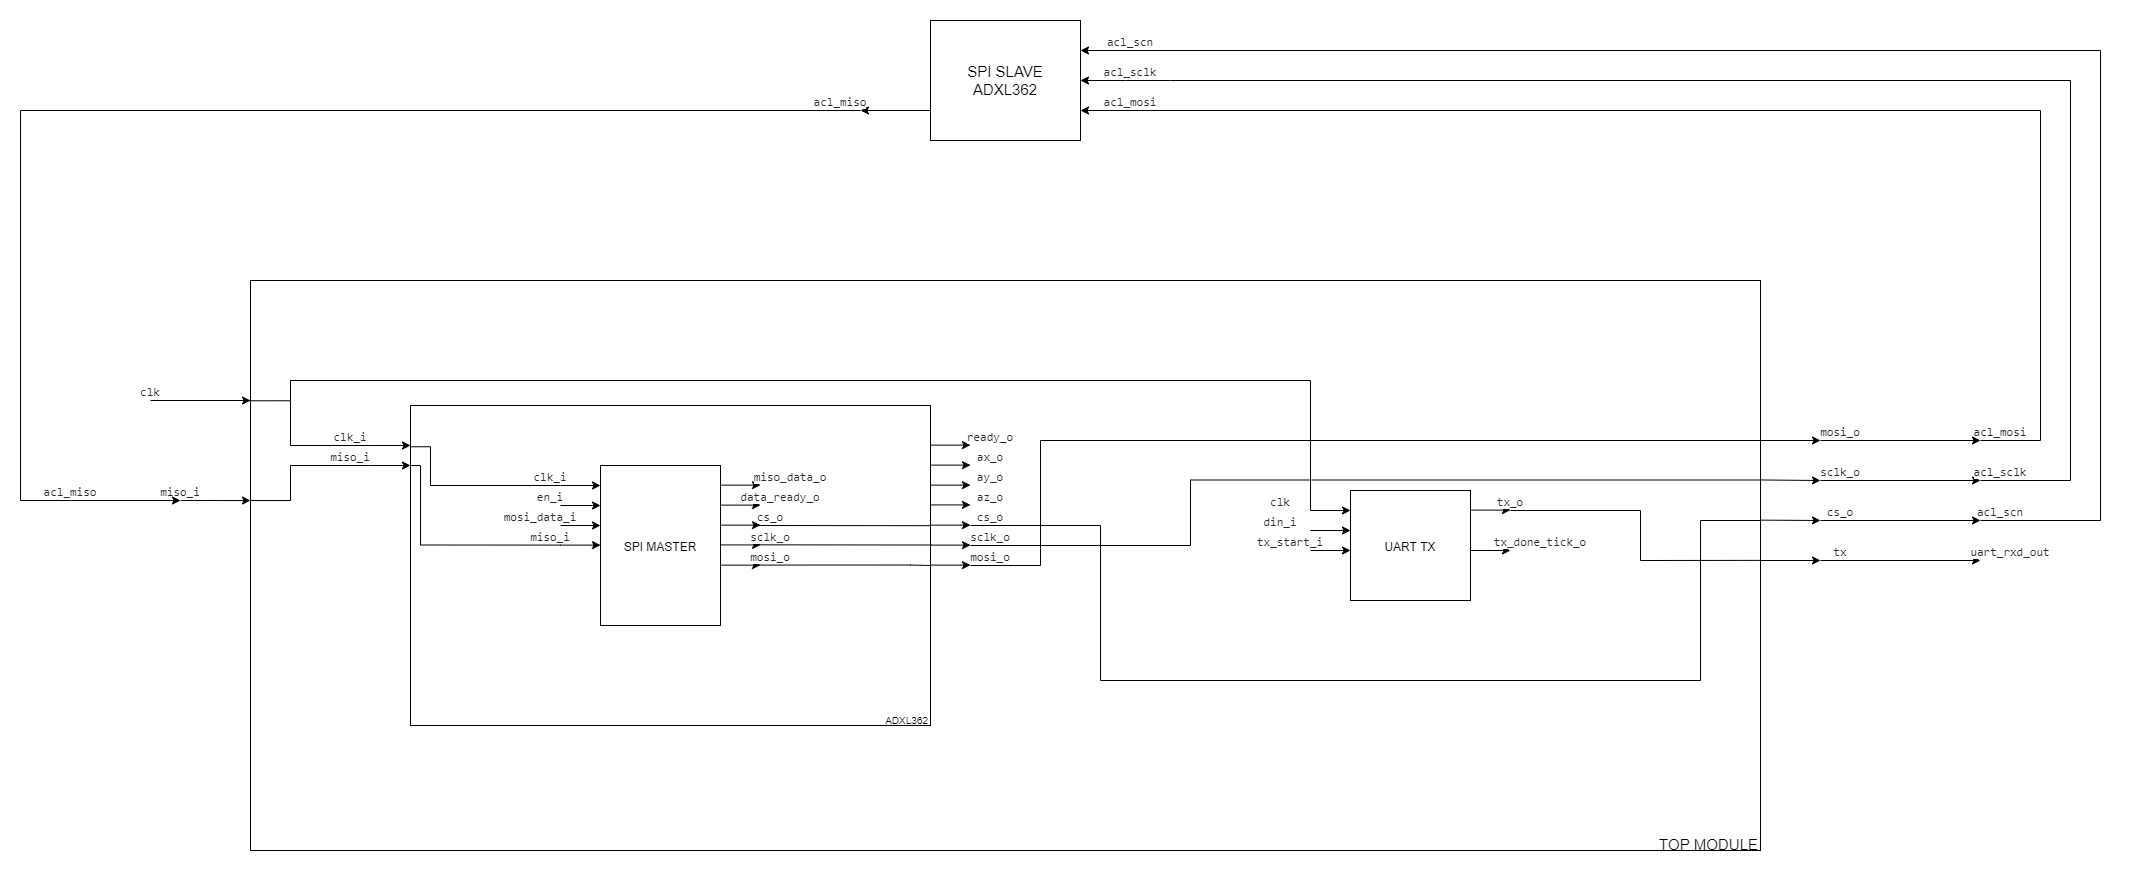 acl_scn
SPI SLAVE
ADXL362
acl_sclk
acl_miso
acl_mosi
clk
clk_i
miso_i
acl_miso
miso_i
clk_i
en_i
mosi_data_i
miso_i
SPI MASTER
miso_data_o
data_ready_o
cs_o
sclk_o
mosi_o
ready_o
ax_o
ay_o
az_o
cs_o
sclk_o
mosi_o
ADXL362
clk
din_i
tx_start_i
UART TX
tx_o
tx_done_tick_o
mosi_o
acl_mosi
sclk_o
acl_sclk
cs_o
acl_scn
tx
uart_rxd_out
TOP MODULE